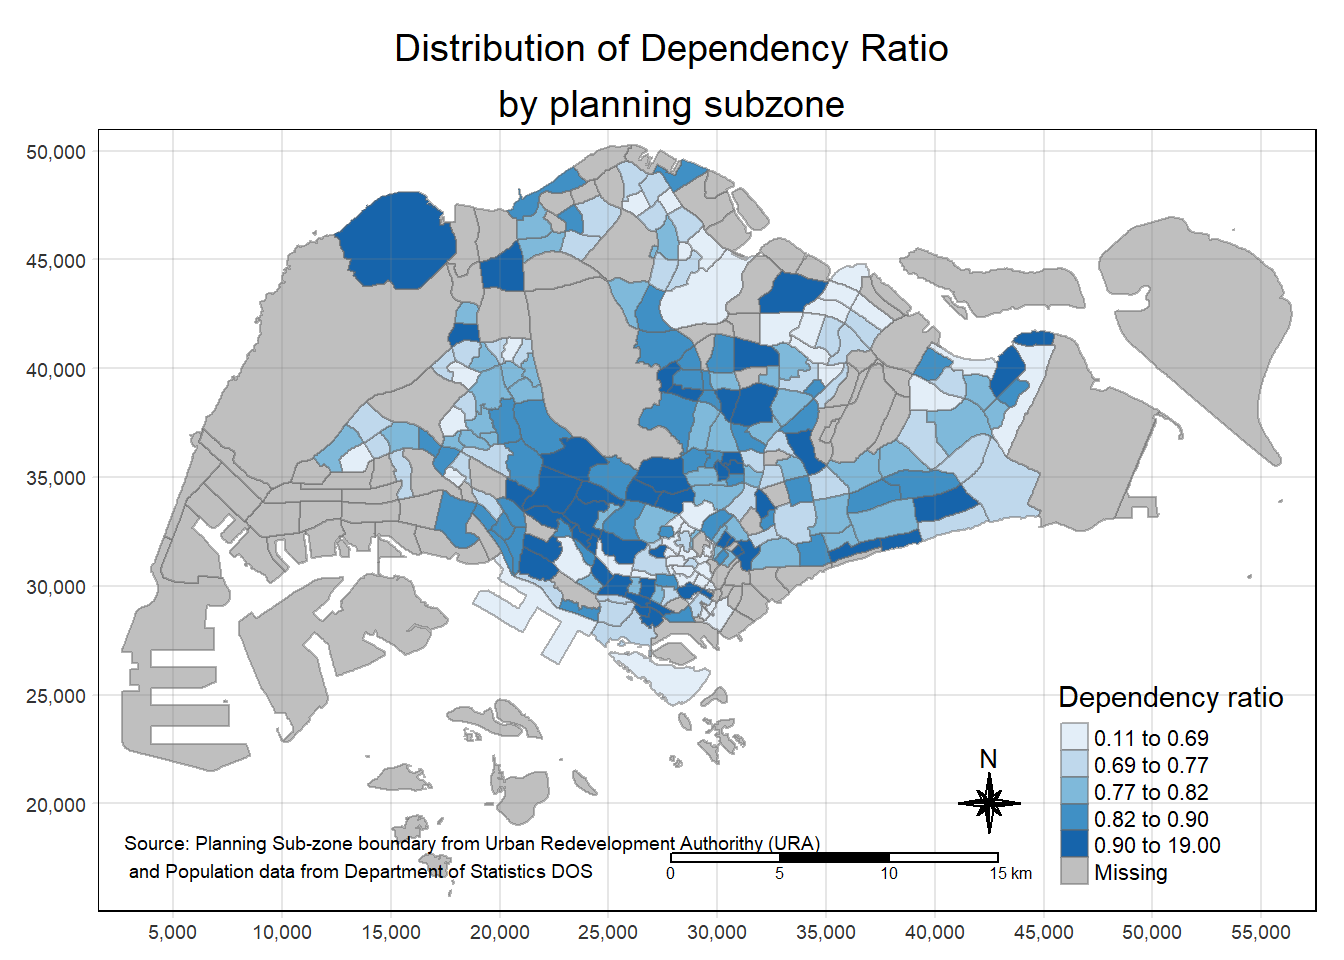 Distribution of Dependency Ratio
by planning subzone
50,000
45,000
40,000
35,000
30,000
25,000
20,000
Dependency ratio
0.11 to 0.69
0.69 to 0.77
0.77 to 0.82
0.82 to 0.90
0.90 to 19.00
Missing
N
Source: Planning Sub-zone boundary from Urban Redevelopment Authorithy (URA)
and Population data from Department of Statistics DOS
0 5 10 15 km
5,000 10,000 15,000 20,000 25,000 30,000 35,000 40,000 45,000 50,000 55,000